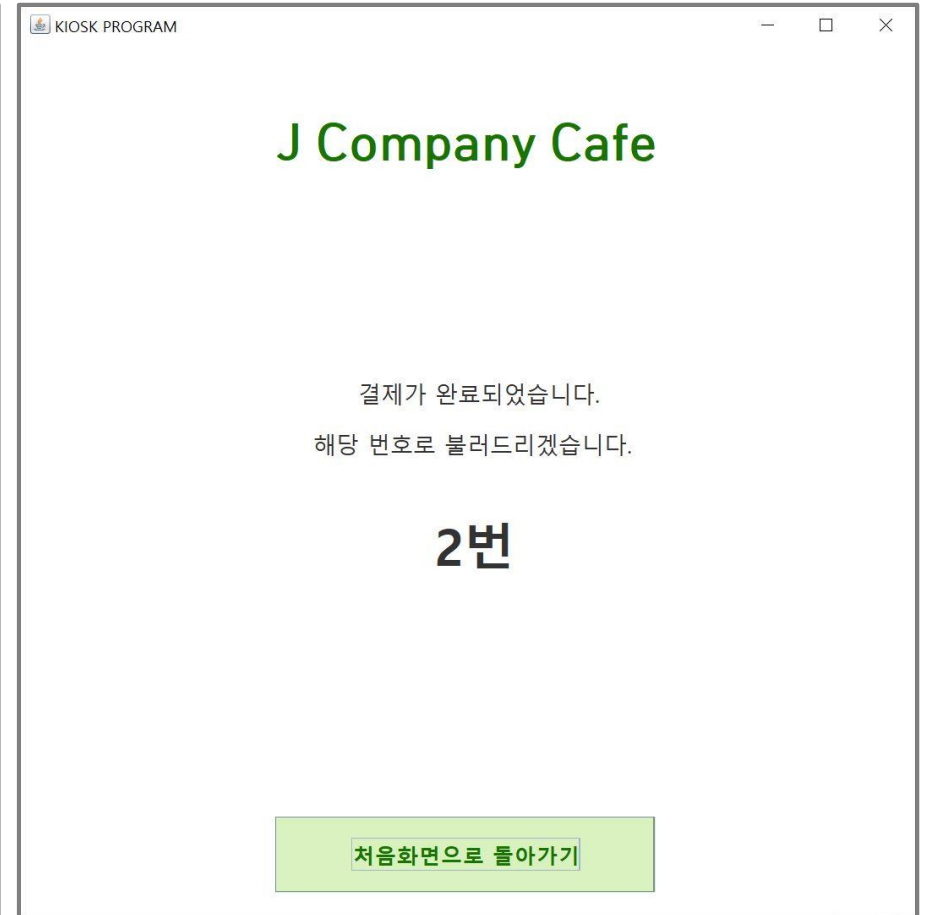 KIOSK PROGRAM
J Company Cafe
결제가 완료되었습니다.
해당 번호로 불러드리겠습니다.
2번
처음화면으로 돌아가기